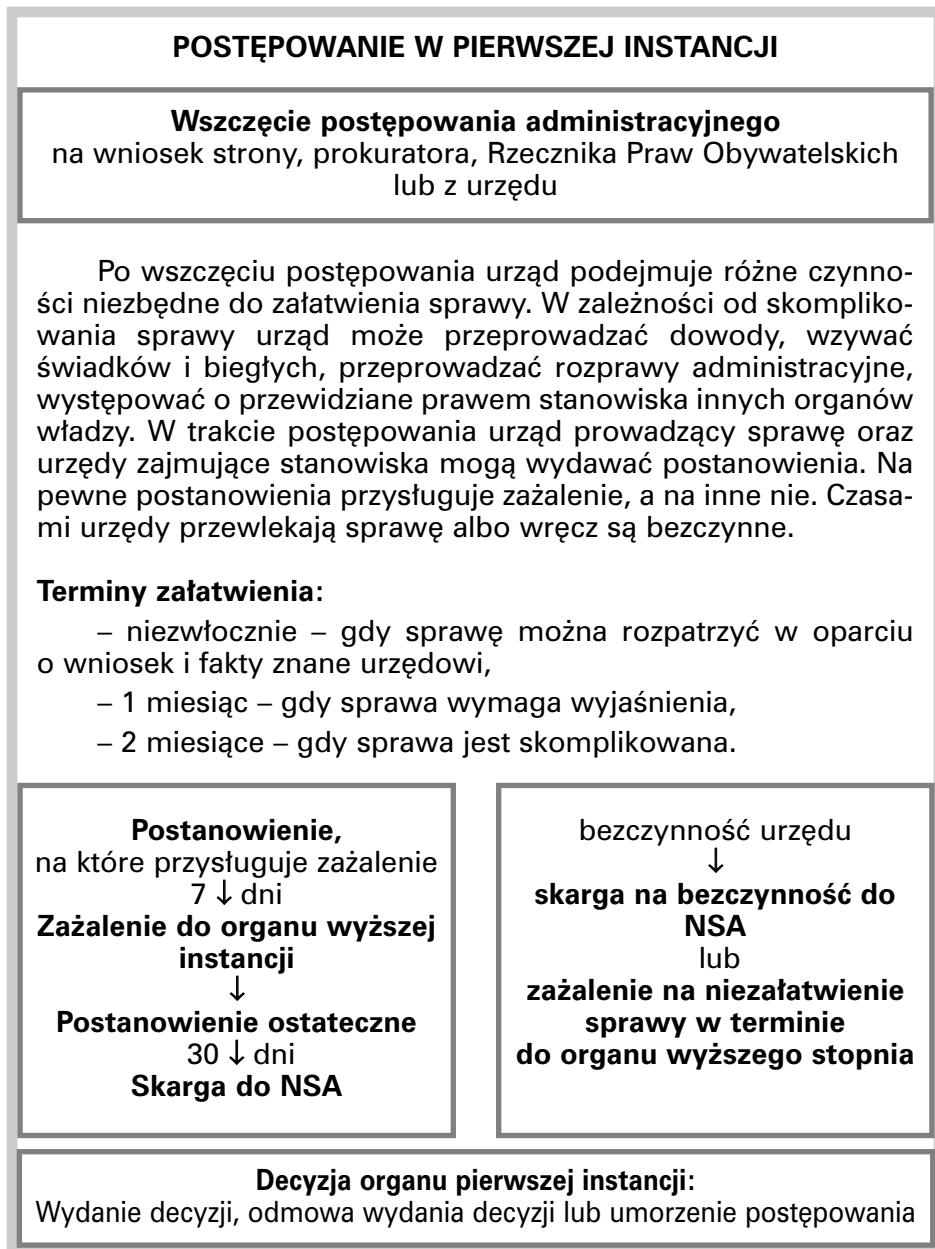 POSTĘPOWANIE W PIERWSZEJ INSTANCJI
Wszczęcie postępowania administracyjnego
na wniosek strony, prokuratora, Rzecznika Praw Obywatelskich
lub z urzędu
Po wszczęciu postępowania urząd podejmuje różne czynno-
ści niezbędne do załatwienia sprawy. W zależności od skompliko-
wania sprawy urząd może przeprowadzać dowody, wzywać
świadków i biegłych, przeprowadzać rozprawy administracyjne,
występować o przewidziane prawem stanowiska innych organów
władzy. W trakcie postępowania urząd prowadzący sprawę oraz
urzędy zajmujące stanowiska mogą wydawać postanowienia. Na
pewne postanowienia przysługuje zażalenie, a na inne nie. Czasa-
mi urzędy przewlekają sprawę albo wręcz są bezczynne.
Terminy załatwienia:
– niezwłocznie – gdy sprawę można rozpatrzyć w oparciu
o wniosek i fakty znane urzędowi,
– 1 miesiąc – gdy sprawa wymaga wyjaśnienia,
– 2 miesiące – gdy sprawa jest skomplikowana.
Postanowienie,
na które przysługuje zażalenie
7 ↓ dni
Zażalenie do organu wyższej
instancji
↓
Postanowienie ostateczne
30 ↓ dni
Skarga do NSA
bezczynność urzędu
↓
skarga na bezczynność do
NSA
lub
zażalenie na niezałatwienie
sprawy w terminie
do organu wyższego stopnia
Decyzja organu pierwszej instancji:
Wydanie decyzji, odmowa wydania decyzji lub umorzenie postępowania